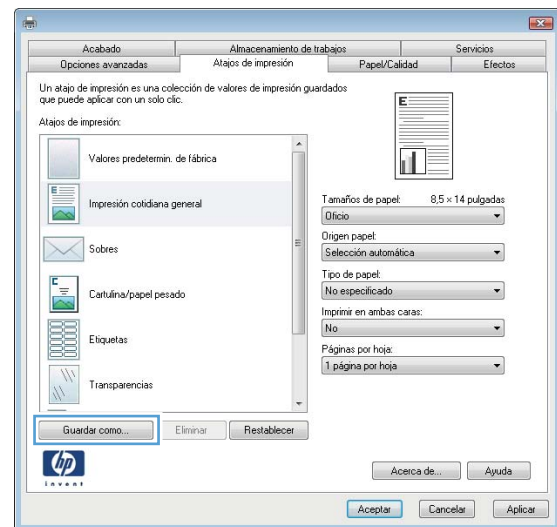 Acabado
Almacenamiento de trabajos
Servicios
Opciones avanzadas
Atajos de impresión
Papel/Calidad
Efectos
Un atajo de impresión es una colección de valores de impresión guardados
que puede aplicar con un solo clic.
Atajos de impresión:
Valores predetermin. de fábrica
Impresión cotidiana general
Sobres
Cartulina/papel pesado
Etiquetas
Transparencias
Guardar como...
Eliminar
Restablecer
E
Tamaños de papel: 8,5 × 14 pulgadas
Oficio
Origen papel:
Selección automática
Tipo de papel:
No especificado
Imprimir en ambas caras:
No
Páginas por hoja:
1 página por hoja
hp
invent
Acerca de...
Ayuda
Aceptar
Cancelar
Aplicar